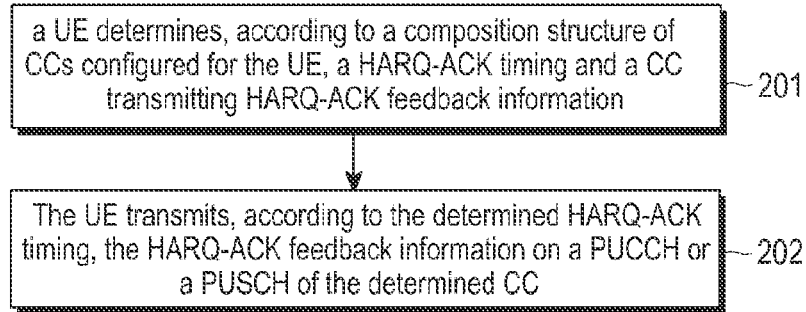 a UE determines, according to a composition structure of
CCs configured for the UE, a HARQ-ACK timing and a CC
transmitting HARQ-ACK feedback information
201
The UE transmits, according to the determined HARQ-ACK
timing, the HARQ-ACK feedback information on a PUCCH or
a PUSCH of the determined CC
202